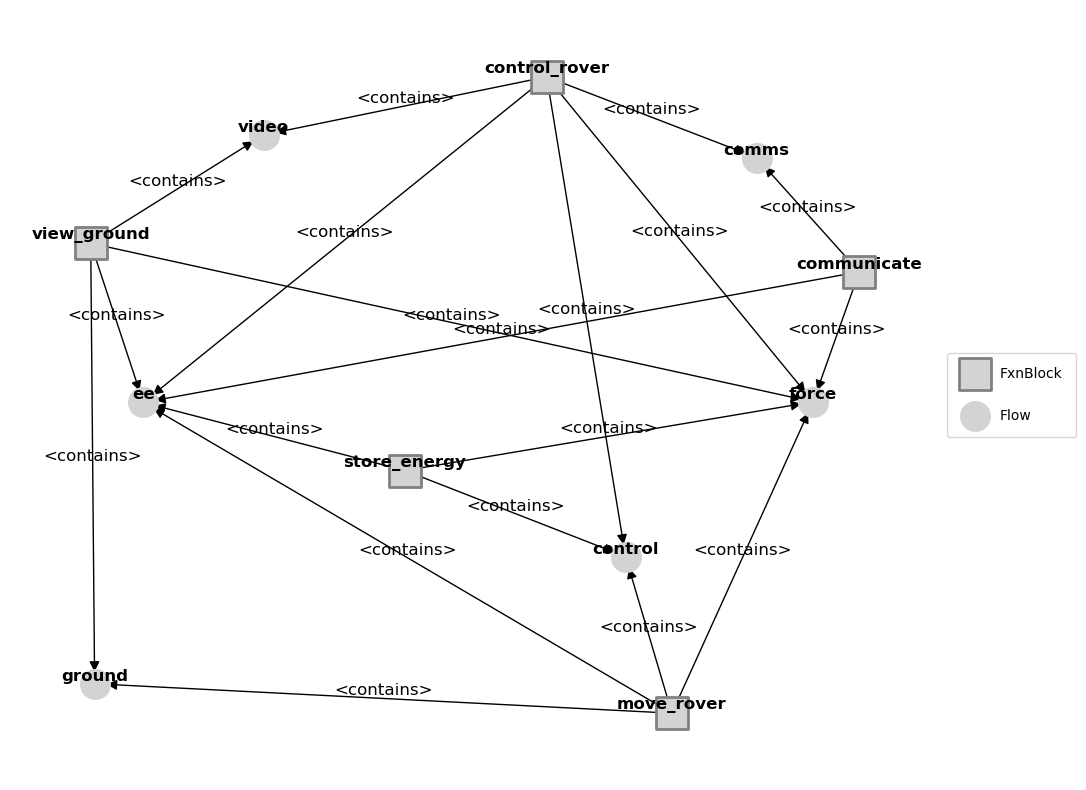 control_rover
<contains>
<contains>
video
comms
<contains>
<contains>
view_ground
<contains>
<contains>
communicate
<contains>
<contains>
<contains>
<contains>
<contains>
FxnBlock
ee
force
Flow
<contains>
<contains>
<contains>
store_energy
<contains>
control
<contains>
<contains>
<contains>
ground
<contains>
move_rover